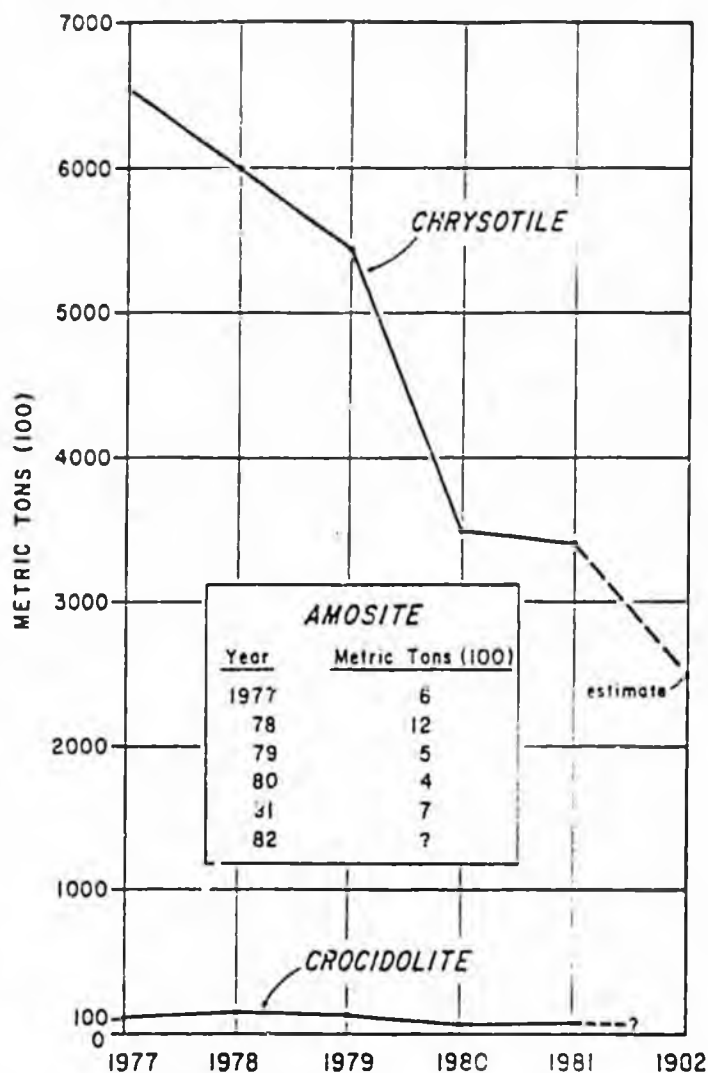 7000
6000
5000
4000
3000
2000
1000
100
0
METRIC TONS (100)
CHRYSOTILE
AMOSITE
Year Metric Tons (100)
1977 6
78 12
79 5
80 4
31 7
82 ?
estimate
CROCIDOLITE
?
1977 1978 1979 1980 1981 1902